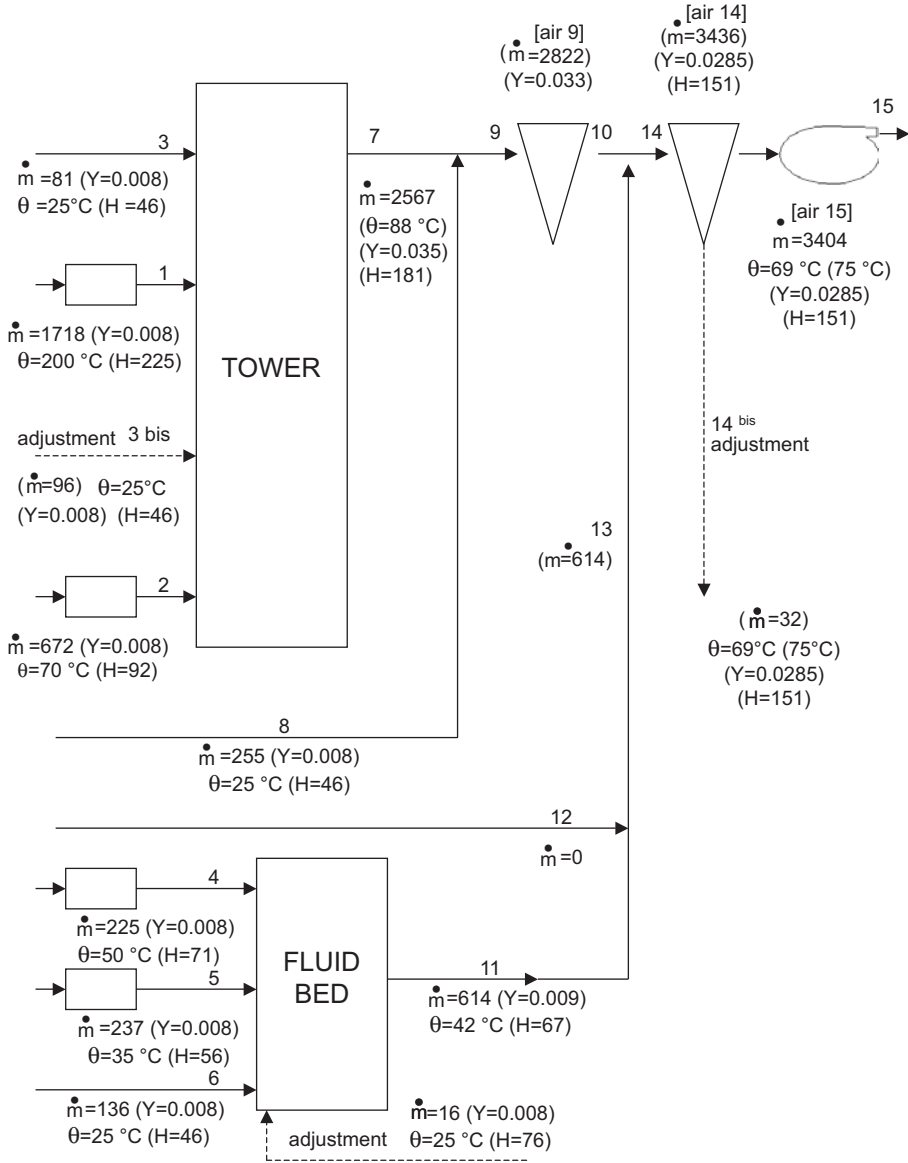 [air 9]
(ṁ=2822)
(Y=0.033)
[air 14]
(ṁ=3436)
(Y=0.0285)
(H=151)
15
3
7
9
10
14
ṁ=81 (Y=0.008)
θ =25°C (H =46)
ṁ=2567
(θ=88 °C)
(Y=0.035)
(H=181)
[air 15]
ṁ=3404
θ=69 °C (75 °C)
(Y=0.0285)
(H=151)
1
ṁ=1718 (Y=0.008)
θ=200 °C (H=225)
TOWER
adjustment 3 bis
(ṁ=96) θ=25°C
(Y=0.008) (H=46)
14 bis
adjustment
13
(ṁ=614)
2
ṁ=672 (Y=0.008)
θ=70 °C (H=92)
(ṁ=32)
θ=69°C (75°C)
(Y=0.0285)
(H=151)
8
ṁ=255 (Y=0.008)
θ=25 °C (H=46)
12
ṁ=0
4
ṁ=225 (Y=0.008)
θ=50 °C (H=71)
FLUID
BED
5
ṁ=237 (Y=0.008)
θ=35 °C (H=56)
11
ṁ=614 (Y=0.009)
θ=42 °C (H=67)
6
ṁ=136 (Y=0.008)
θ=25 °C (H=46)
adjustment
ṁ=16 (Y=0.008)
θ=25 °C (H=76)